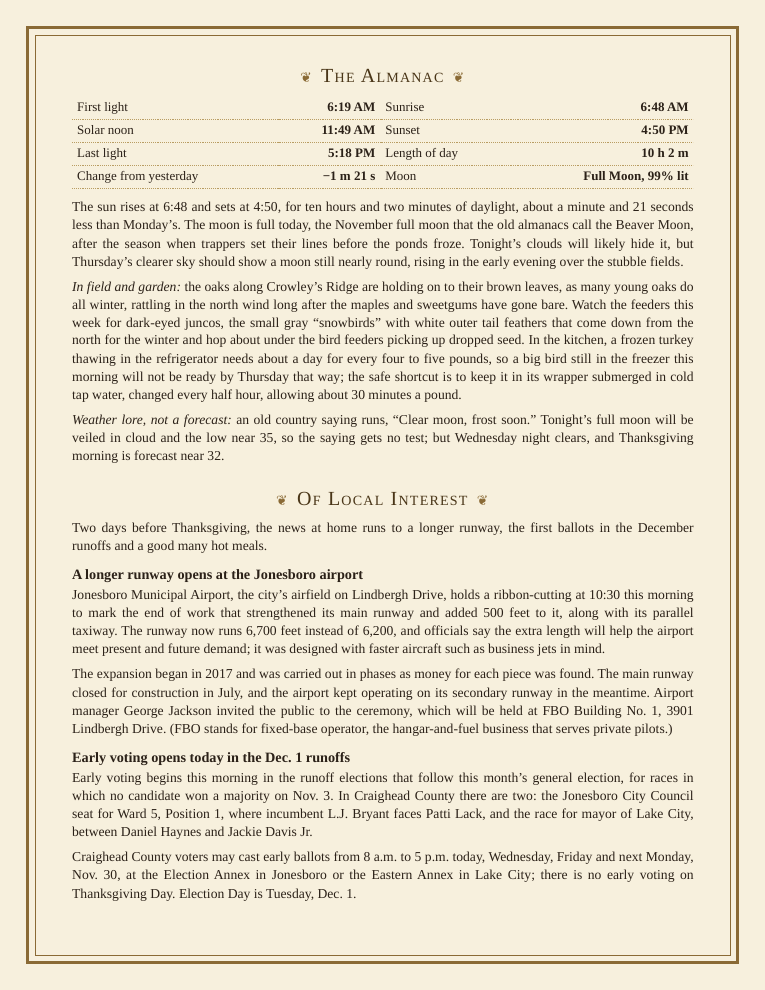 ❦ The Almanac ❦
First light 6:19 AM Sunrise 6:48 AM
Solar noon 11:49 AM Sunset 4:50 PM
Last light 5:18 PM Length of day 10 h 2 m
Change from yesterday −1 m 21 s Moon Full Moon, 99% lit
The sun rises at 6:48 and sets at 4:50, for ten hours and two minutes of daylight, about a minute and 21 seconds
less than Monday’s. The moon is full today, the November full moon that the old almanacs call the Beaver Moon,
after the season when trappers set their lines before the ponds froze. Tonight’s clouds will likely hide it, but
Thursday’s clearer sky should show a moon still nearly round, rising in the early evening over the stubble fields.
In field and garden: the oaks along Crowley’s Ridge are holding on to their brown leaves, as many young oaks do
all winter, rattling in the north wind long after the maples and sweetgums have gone bare. Watch the feeders this
week for dark-eyed juncos, the small gray “snowbirds” with white outer tail feathers that come down from the
north for the winter and hop about under the bird feeders picking up dropped seed. In the kitchen, a frozen turkey
thawing in the refrigerator needs about a day for every four to five pounds, so a big bird still in the freezer this
morning will not be ready by Thursday that way; the safe shortcut is to keep it in its wrapper submerged in cold
tap water, changed every half hour, allowing about 30 minutes a pound.
Weather lore, not a forecast: an old country saying runs, “Clear moon, frost soon.” Tonight’s full moon will be
veiled in cloud and the low near 35, so the saying gets no test; but Wednesday night clears, and Thanksgiving
morning is forecast near 32.
❦ Of Local Interest ❦
Two days before Thanksgiving, the news at home runs to a longer runway, the first ballots in the December
runoffs and a good many hot meals.
A longer runway opens at the Jonesboro airport
Jonesboro Municipal Airport, the city’s airfield on Lindbergh Drive, holds a ribbon-cutting at 10:30 this morning
to mark the end of work that strengthened its main runway and added 500 feet to it, along with its parallel
taxiway. The runway now runs 6,700 feet instead of 6,200, and officials say the extra length will help the airport
meet present and future demand; it was designed with faster aircraft such as business jets in mind.
The expansion began in 2017 and was carried out in phases as money for each piece was found. The main runway
closed for construction in July, and the airport kept operating on its secondary runway in the meantime. Airport
manager George Jackson invited the public to the ceremony, which will be held at FBO Building No. 1, 3901
Lindbergh Drive. (FBO stands for fixed-base operator, the hangar-and-fuel business that serves private pilots.)
Early voting opens today in the Dec. 1 runoffs
Early voting begins this morning in the runoff elections that follow this month’s general election, for races in
which no candidate won a majority on Nov. 3. In Craighead County there are two: the Jonesboro City Council
seat for Ward 5, Position 1, where incumbent L.J. Bryant faces Patti Lack, and the race for mayor of Lake City,
between Daniel Haynes and Jackie Davis Jr.
Craighead County voters may cast early ballots from 8 a.m. to 5 p.m. today, Wednesday, Friday and next Monday,
Nov. 30, at the Election Annex in Jonesboro or the Eastern Annex in Lake City; there is no early voting on
Thanksgiving Day. Election Day is Tuesday, Dec. 1.